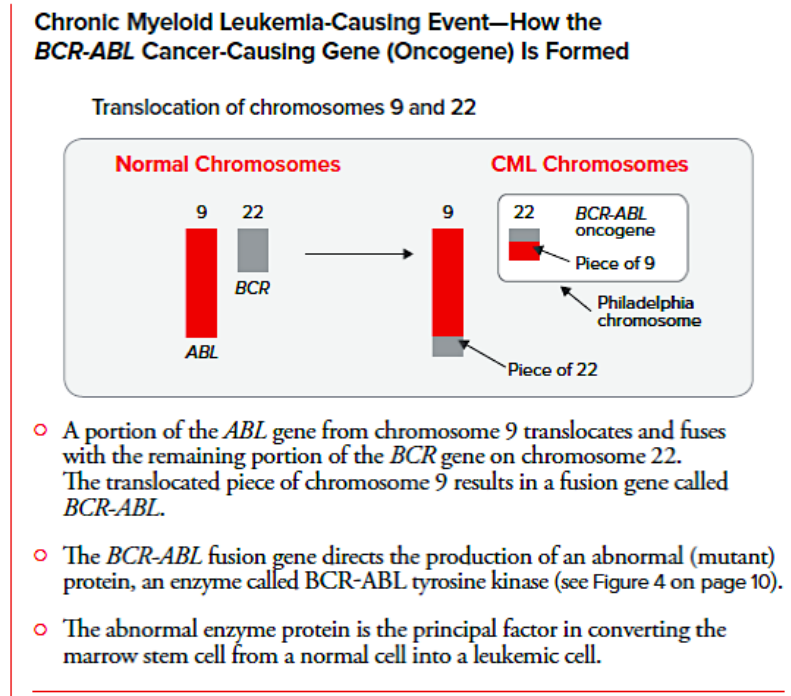 Chronic Myeloid Leukemia-Causing Event—How the
BCR-ABL Cancer-Causing Gene (Oncogene) Is Formed
Translocation of chromosomes 9 and 22
Normal Chromosomes
CML Chromosomes
9 22
BCR
ABL
9
22 BCR-ABL
oncogene
Piece of 9
Philadelphia
chromosome
Piece of 22
A portion of the ABL gene from chromosome 9 translocates and fuses
with the remaining portion of the BCR gene on chromosome 22.
The translocated piece of chromosome 9 results in a fusion gene called
BCR-ABL.
The BCR-ABL fusion gene directs the production of an abnormal (mutant)
protein, an enzyme called BCR-ABL tyrosine kinase (see Figure 4 on page 10).
The abnormal enzyme protein is the principal factor in converting the
marrow stem cell from a normal cell into a leukemic cell.